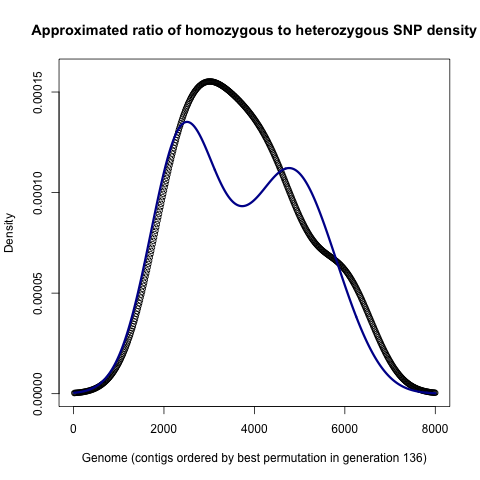 Approximated ratio of homozygous to heterozygous SNP density
0.00015
0.00010
0.00005
0.00000
Density
0 2000 4000 6000 8000
Genome (contigs ordered by best permutation in generation 136)